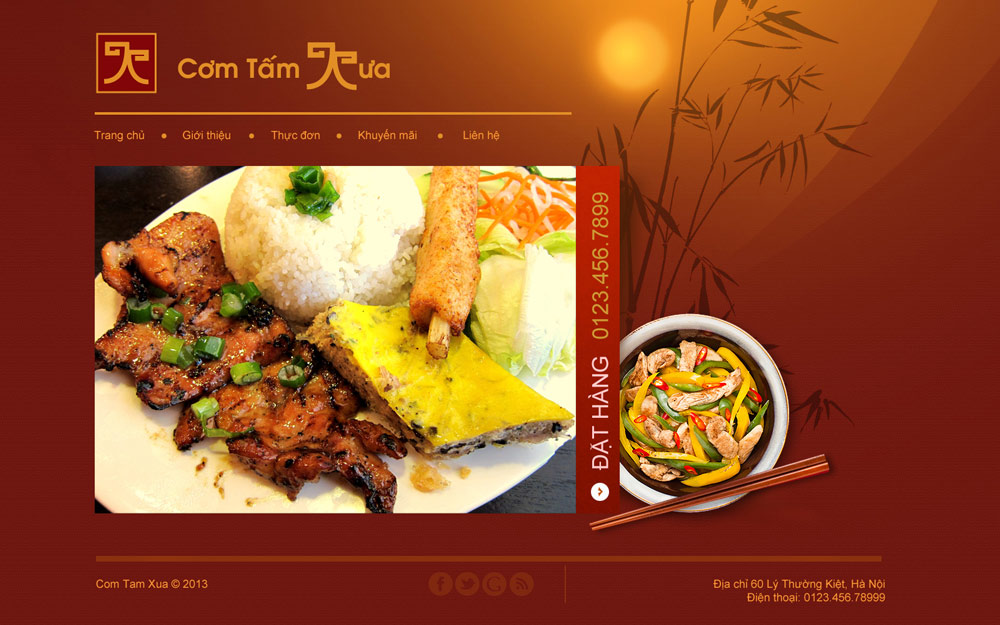 Cơm Tấm Xưa
Trang chủ • Giới thiệu • Thực đơn • Khuyến mãi • Liên hệ
ĐẶT HÀNG 0123.456.7899
Com Tam Xua © 2013
Địa chỉ 60 Lý Thường Kiệt, Hà Nội
Điện thoại: 0123.456.78999